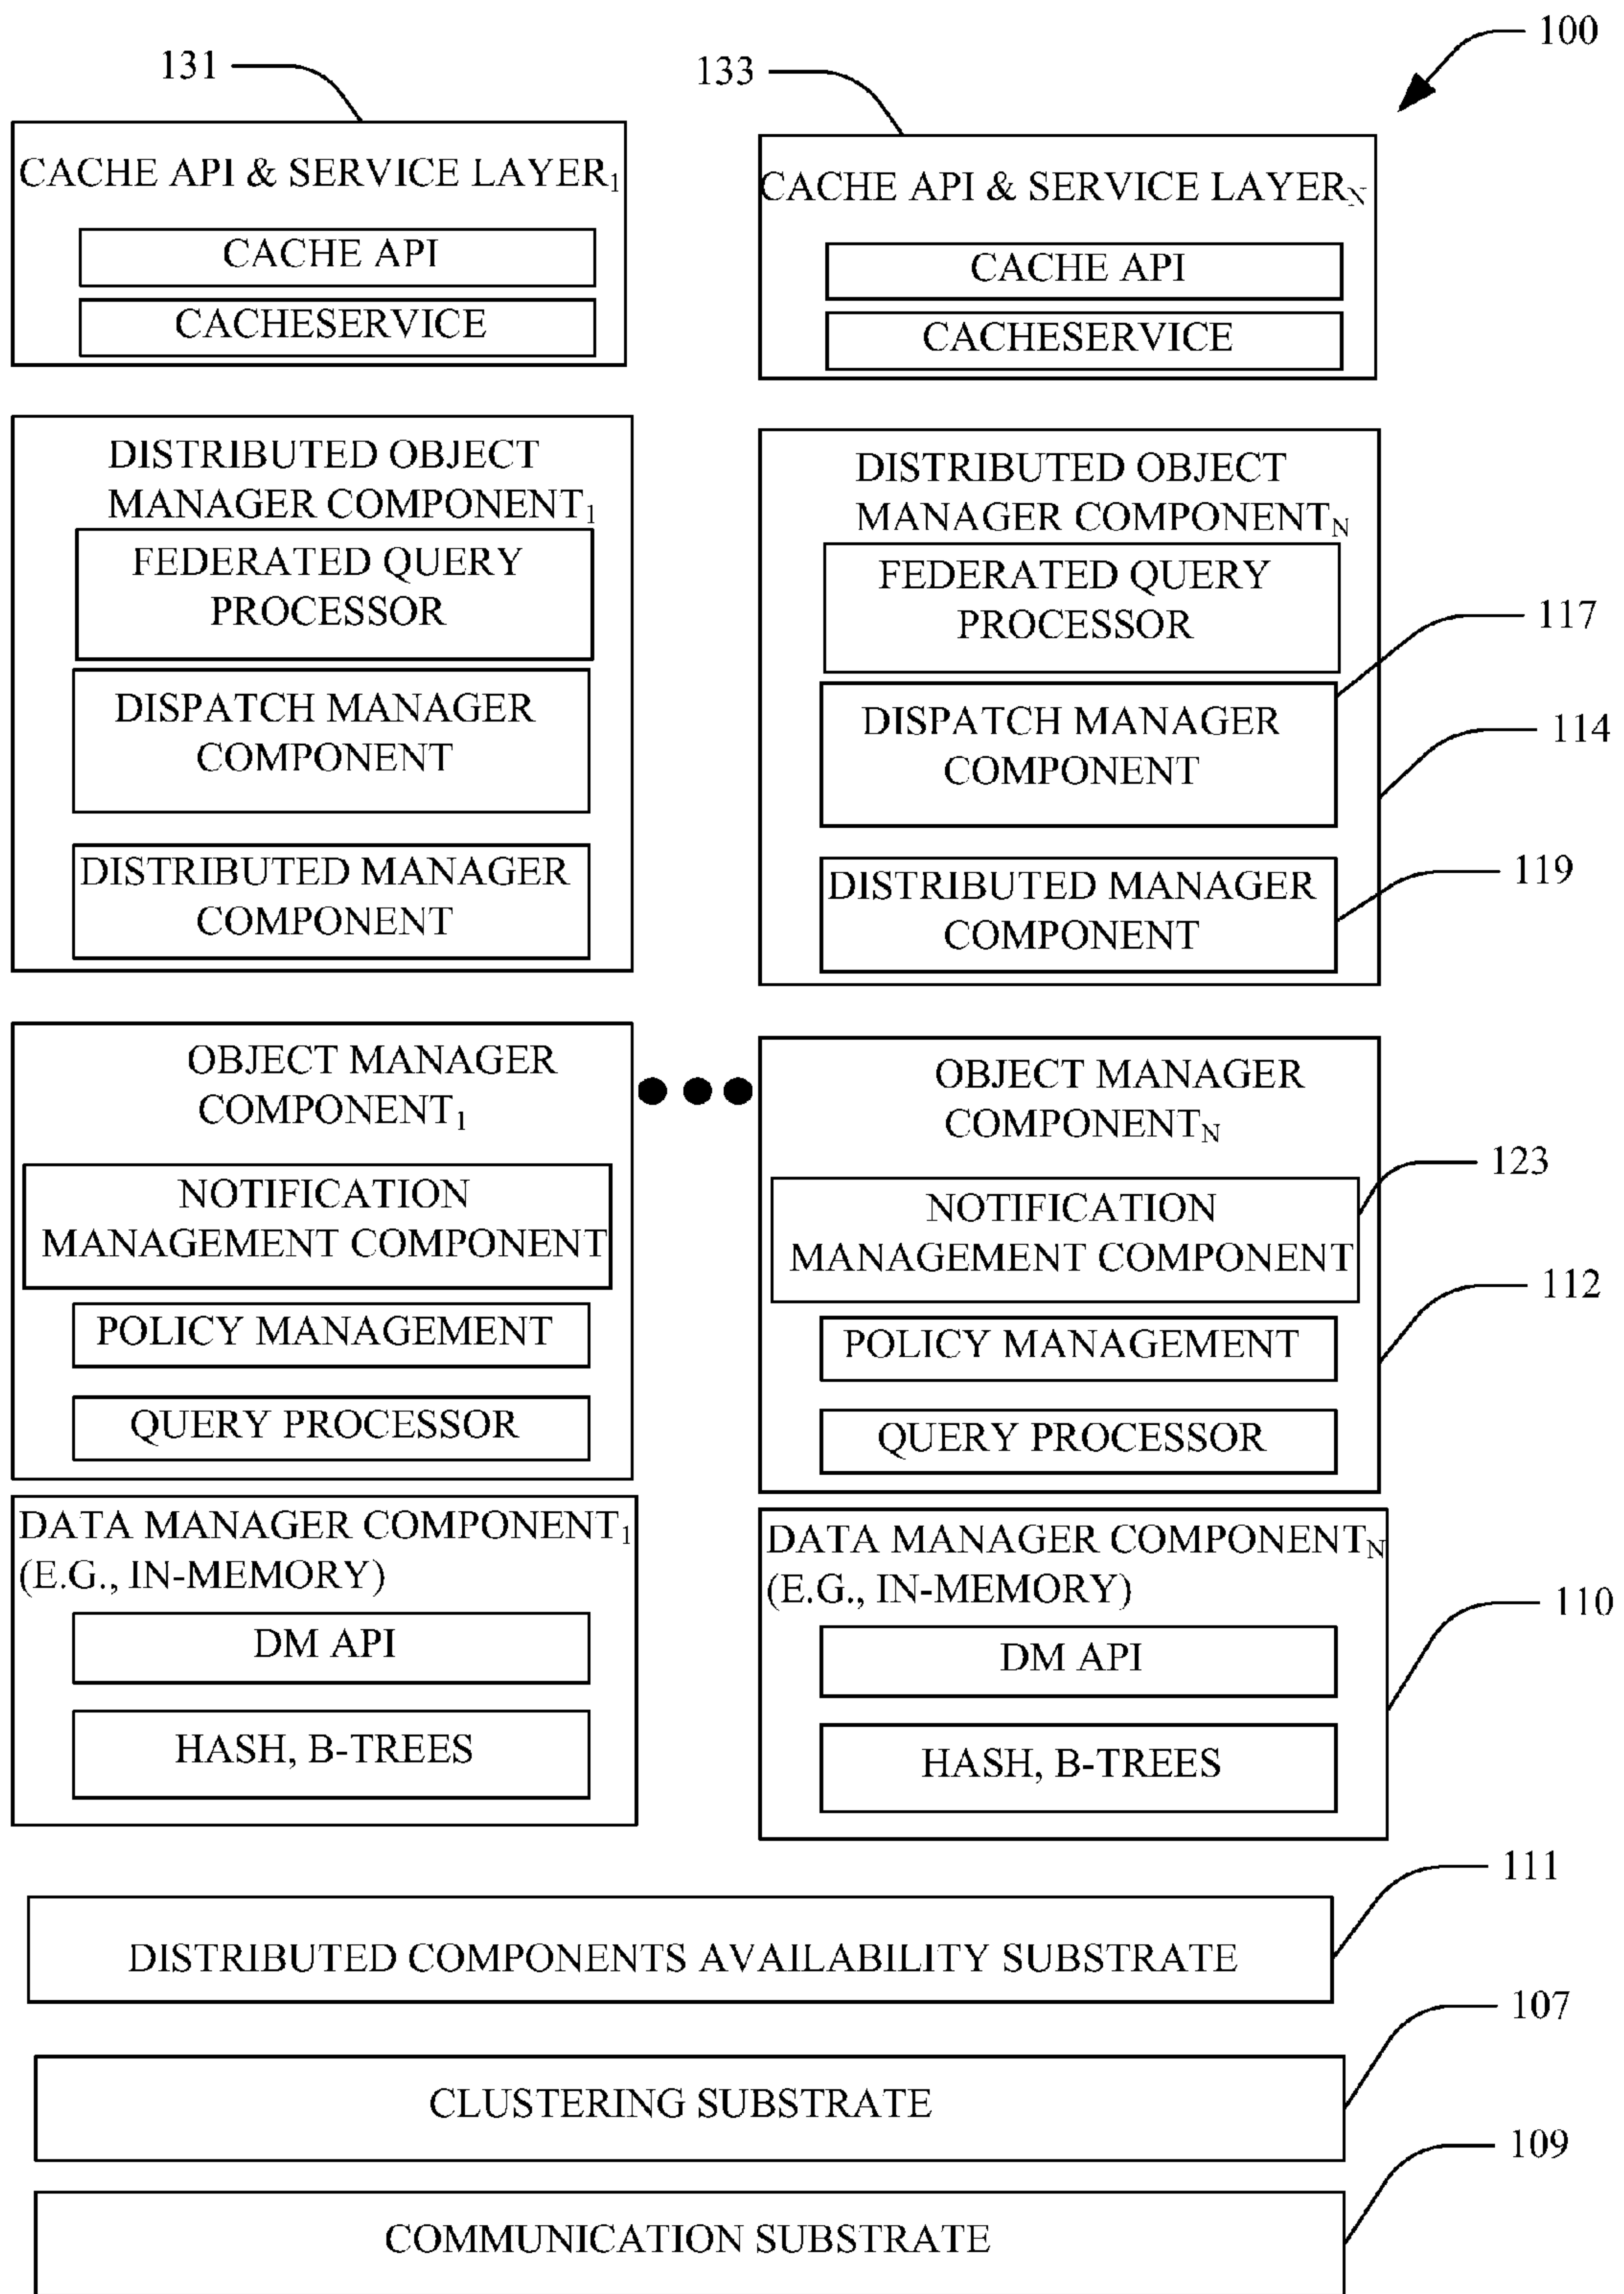 100
131
133
CACHE API & SERVICE LAYER1
CACHE API
CACHESERVICE
CACHE API & SERVICE LAYERN
CACHE API
CACHESERVICE
DISTRIBUTED OBJECT
MANAGER COMPONENT1
FEDERATED QUERY
PROCESSOR
DISPATCH MANAGER
COMPONENT
DISTRIBUTED MANAGER
COMPONENT
DISTRIBUTED OBJECT
MANAGER COMPONENTN
FEDERATED QUERY
PROCESSOR
DISPATCH MANAGER
COMPONENT
DISTRIBUTED MANAGER
COMPONENT
117
114
119
OBJECT MANAGER
COMPONENT1
NOTIFICATION
MANAGEMENT COMPONENT
POLICY MANAGEMENT
QUERY PROCESSOR
OBJECT MANAGER
COMPONENTN
NOTIFICATION
MANAGEMENT COMPONENT
POLICY MANAGEMENT
QUERY PROCESSOR
123
112
DATA MANAGER COMPONENT1
(E.G., IN-MEMORY)
DM API
HASH, B-TREES
DATA MANAGER COMPONENTN
(E.G., IN-MEMORY)
DM API
HASH, B-TREES
110
111
DISTRIBUTED COMPONENTS AVAILABILITY SUBSTRATE
107
CLUSTERING SUBSTRATE
109
COMMUNICATION SUBSTRATE